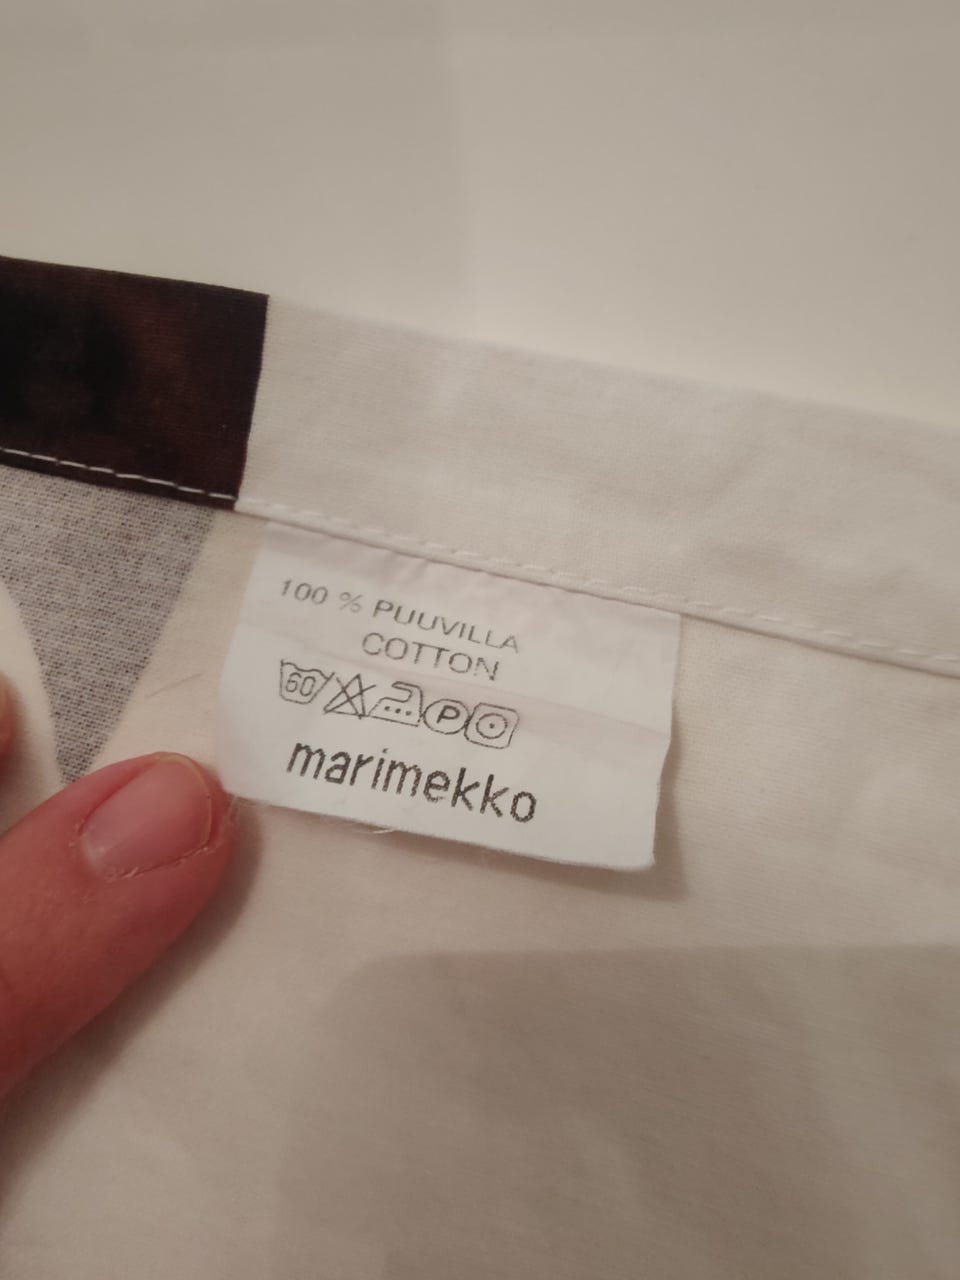 100 % PUUVILLA
COTTON
60 P
marimekko